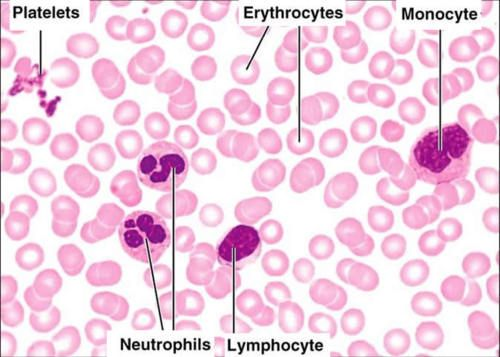 Platelets
Erythrocytes
Monocyte
Neutrophils
Lymphocyte